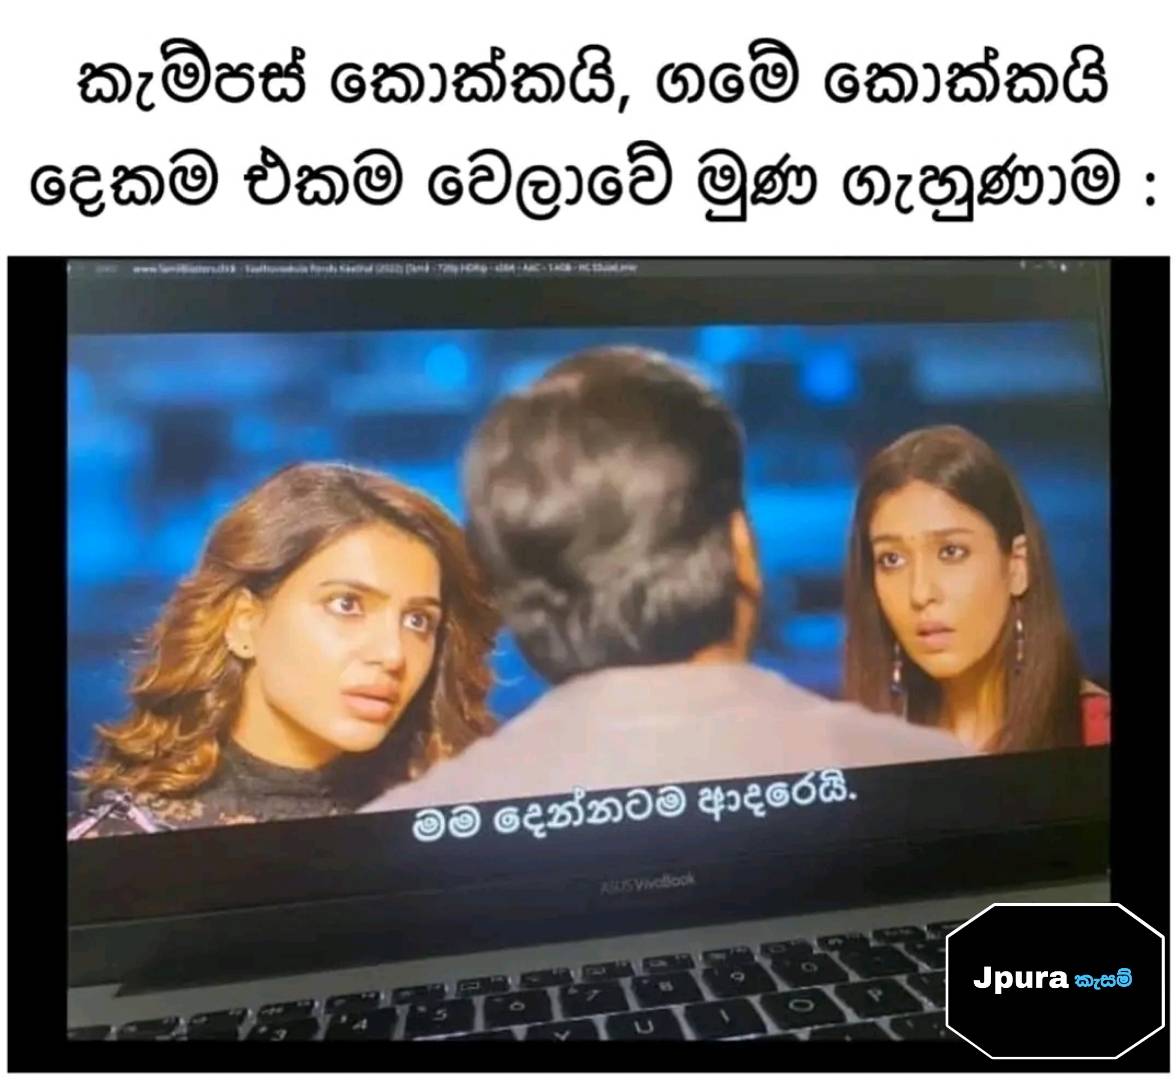 කැම්පස් කොක්කයි, ගමේ කොක්කයි
දෙකම එකම වෙලාවේ මුණ ගැහුණාම :
මම දෙන්නටම ආදරෙයි.
ASUS VivoBook
Jpura කැසම්